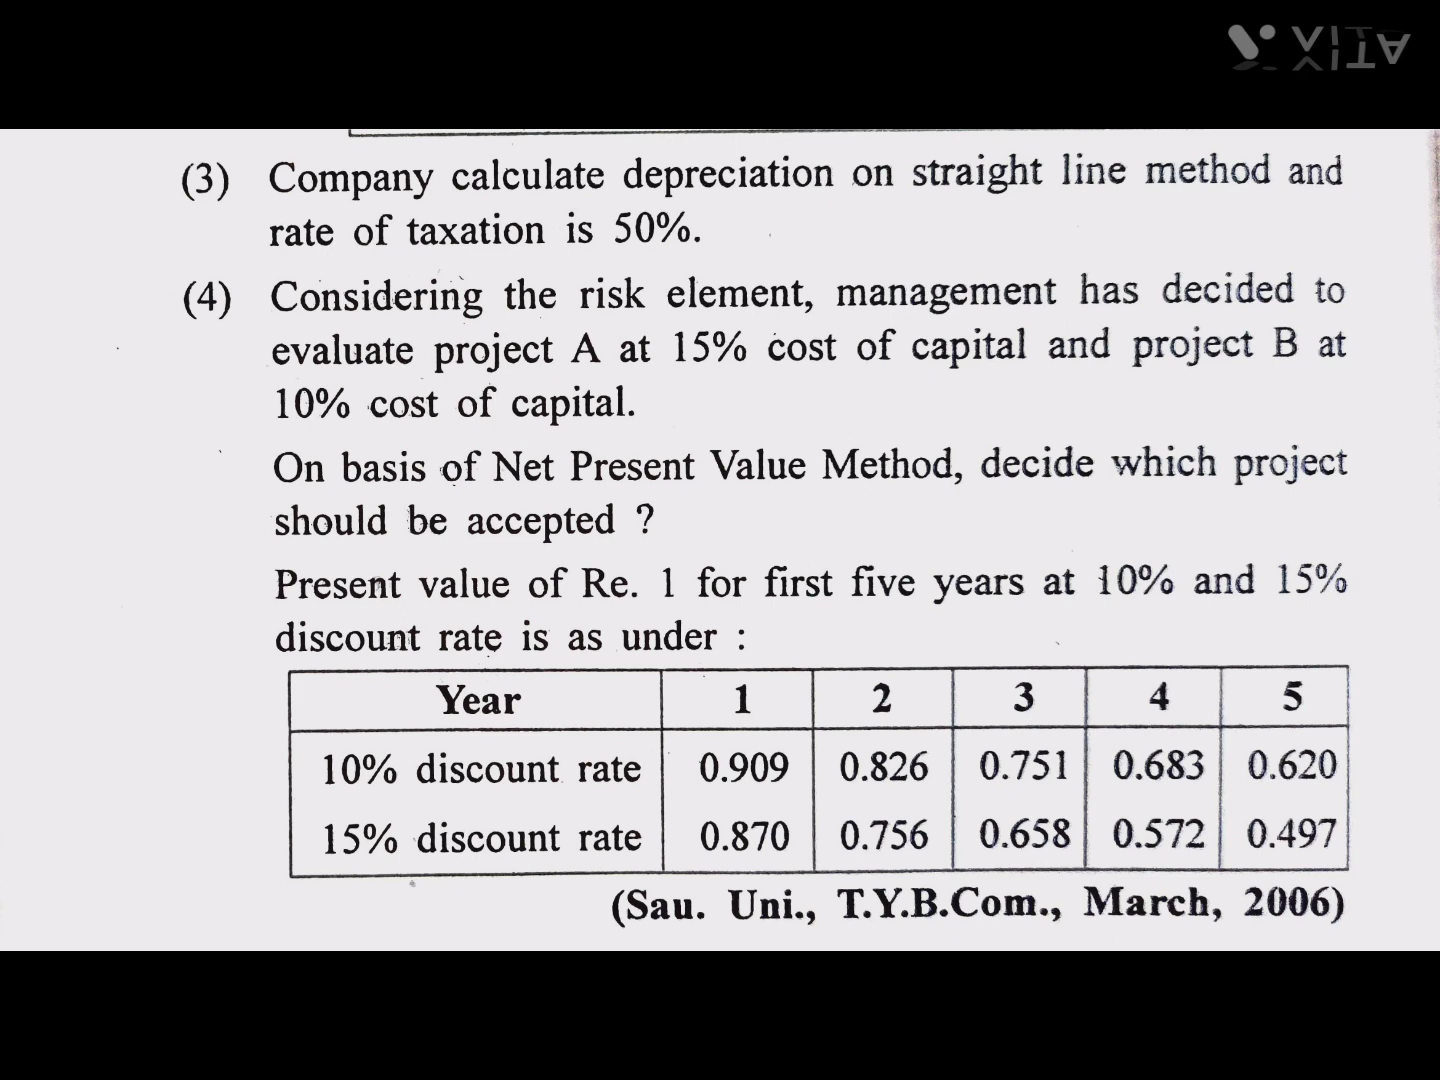 VITA
(3) Company calculate depreciation on straight line method and
rate of taxation is 50%.
(4) Considering the risk element, management has decided to
evaluate project A at 15% cost of capital and project B at
10% cost of capital.
On basis of Net Present Value Method, decide which project
should be accepted ?
Present value of Re. 1 for first five years at 10% and 15%
discount rate is as under :
Year 1 2 3 4 5
10% discount rate 0.909 0.826 0.751 0.683 0.620
15% discount rate 0.870 0.756 0.658 0.572 0.497
(Sau. Uni., T.Y.B.Com., March, 2006)